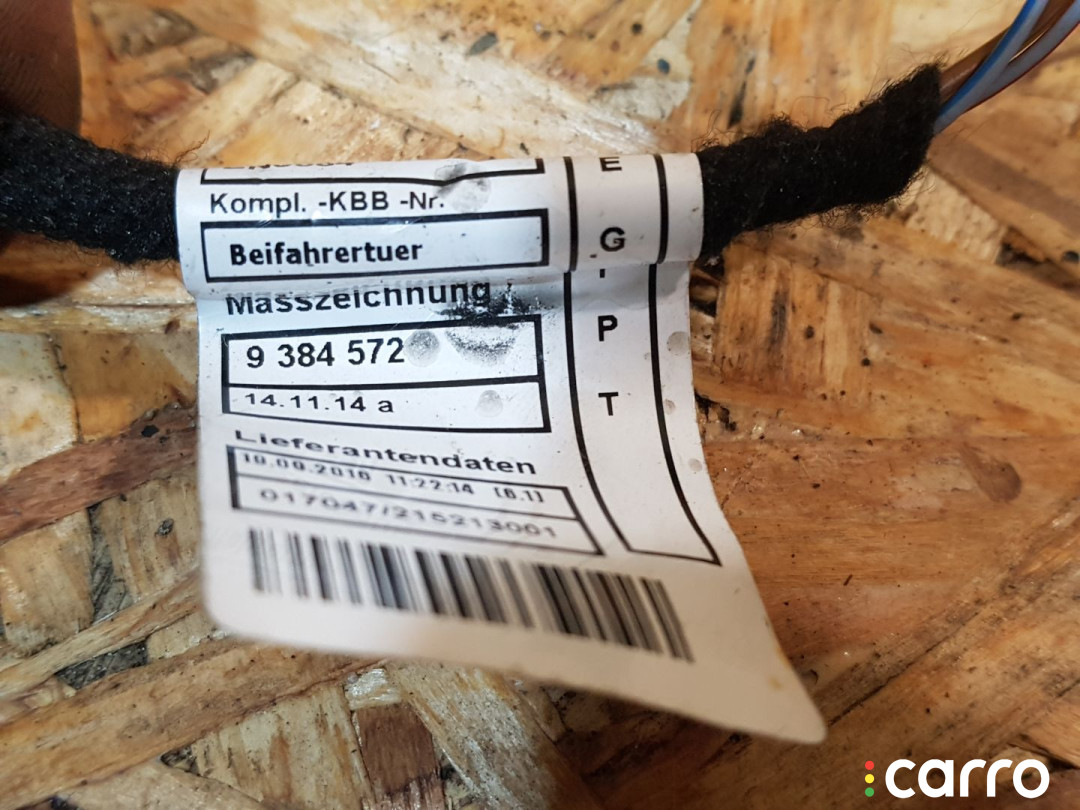 Kompl. -KBB -Nr.
Beifahrertuer
Masszeichnung
9 384 572
14.11.14 a
Lieferantendaten
19.09.2016 11:22:14 [6.1]
017047/215213001
E
G
P
T
carro